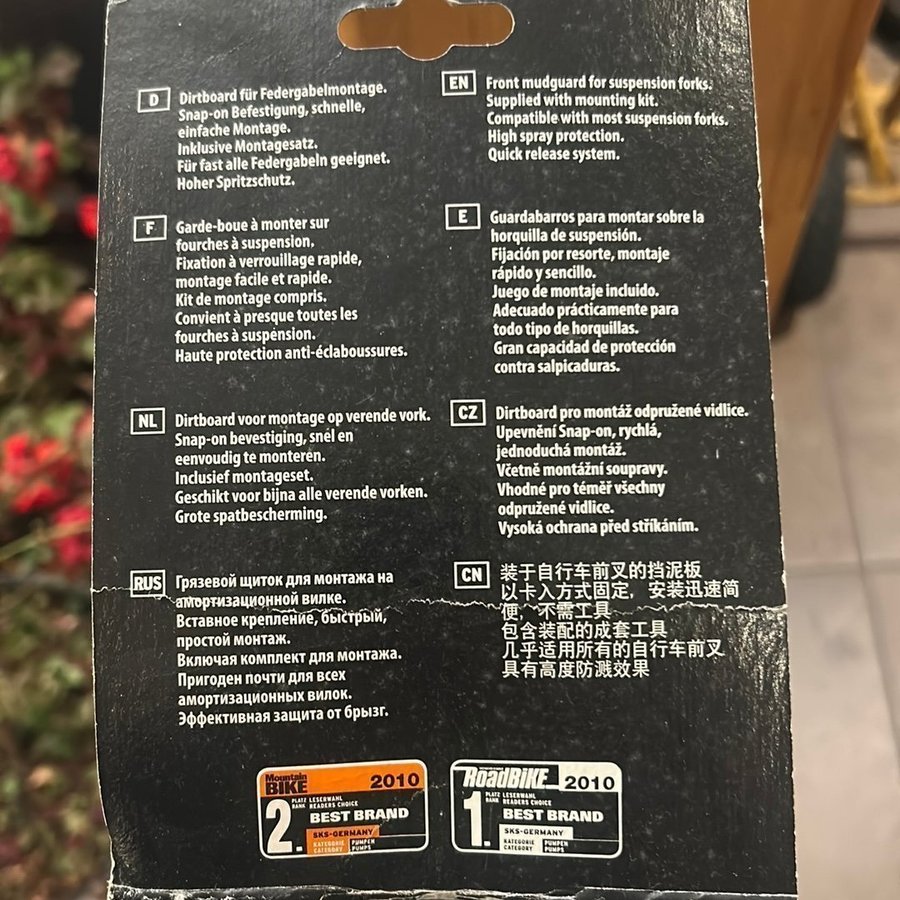 D
Dirtboard für Federgabelmontage.
Snap-on Befestigung, schnelle,
einfache Montage.
Inklusive Montagesatz.
Für fast alle Federgabeln geeignet.
Hoher Spritzschutz.
EN
Front mudguard for suspension forks.
Supplied with mounting kit.
Compatible with most suspension forks.
High spray protection.
Quick release system.
F
Garde-boue à monter sur
fourches à suspension.
Fixation à verrouillage rapide,
montage facile et rapide.
Kit de montage compris.
Convient à presque toutes les
fourches à suspension.
Haute protection anti-éclaboussures.
E
Guardabarros para montar sobre la
horquilla de suspensión.
Fijación por resorte, montaje
rápido y sencillo.
Juego de montaje incluido.
Adecuado prácticamente para
todo tipo de horquillas.
Gran capacidad de protección
contra salpicaduras.
NL
Dirtboard voor montage op verende vork.
Snap-on bevestiging, snel en
eenvoudig te monteren.
Inclusief montageset.
Geschikt voor bijna alle verende vorken.
Grote spatbescherming.
CZ
Dirtboard pro montáž odpružené vidlice.
Upevnění Snap-on, rychlá,
jednoduchá montáž.
Včetně montážní soupravy.
Vhodné pro téměř všechny
odpružené vidlice.
Vysoká ochrana před stříkáním.
RUS
Грязевой щиток для монтажа на
амортизационной вилке.
Вставное крепление, быстрый,
простой монтаж.
Включая комплект для монтажа.
Пригоден почти для всех
амортизационных вилок.
Эффективная защита от брызг.
CN
装于自行车前叉的挡泥板
以卡入方式固定, 安装迅速简
便, 不需工具
包含装配的成套工具
几乎适用所有的自行车前叉
具有高度防溅效果
Mountain BIKE 2010
2. PLATZ LESERWAHL
RANK READERS CHOICE
BEST BRAND
SKS-GERMANY
KATEGORIE PUMPEN
CATEGORY PUMPS
RoadBIKE 2010
1. PLATZ LESERWAHL
RANK READERS CHOICE
BEST BRAND
SKS-GERMANY
KATEGORIE PUMPEN
CATEGORY PUMPS